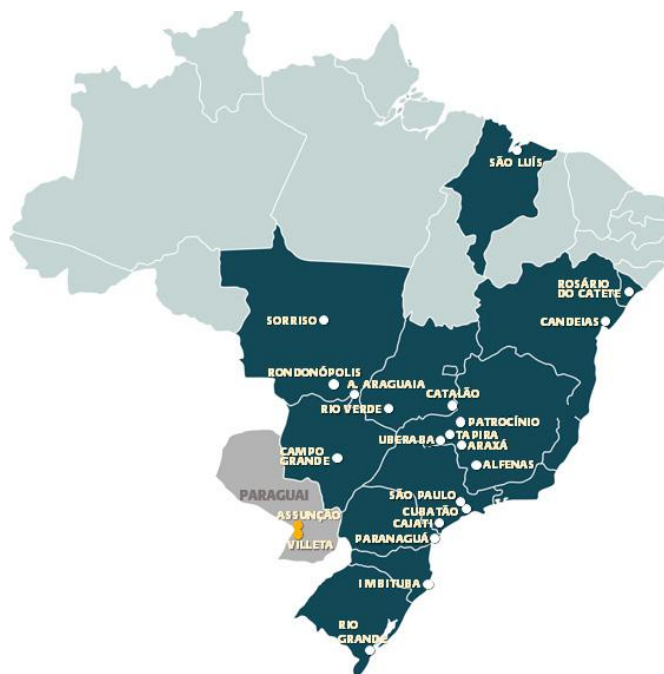 SÃO LUÍS
ROSÁRIO
DO CATETE
CANDEIAS
SORRISO
RONDONÓPOLIS
A. ARAGUAIA
RIO VERDE
CATALÃO
PATROCÍNIO
TAPIRA
UBERABA
ARAXÁ
ALFENAS
CAMPO
GRANDE
PARAGUAI
ASSUNÇÃO
VILLETA
SÃO PAULO
CUBATÃO
CAJATI
PARANAGUÁ
IMBITUBA
RIO
GRANDE